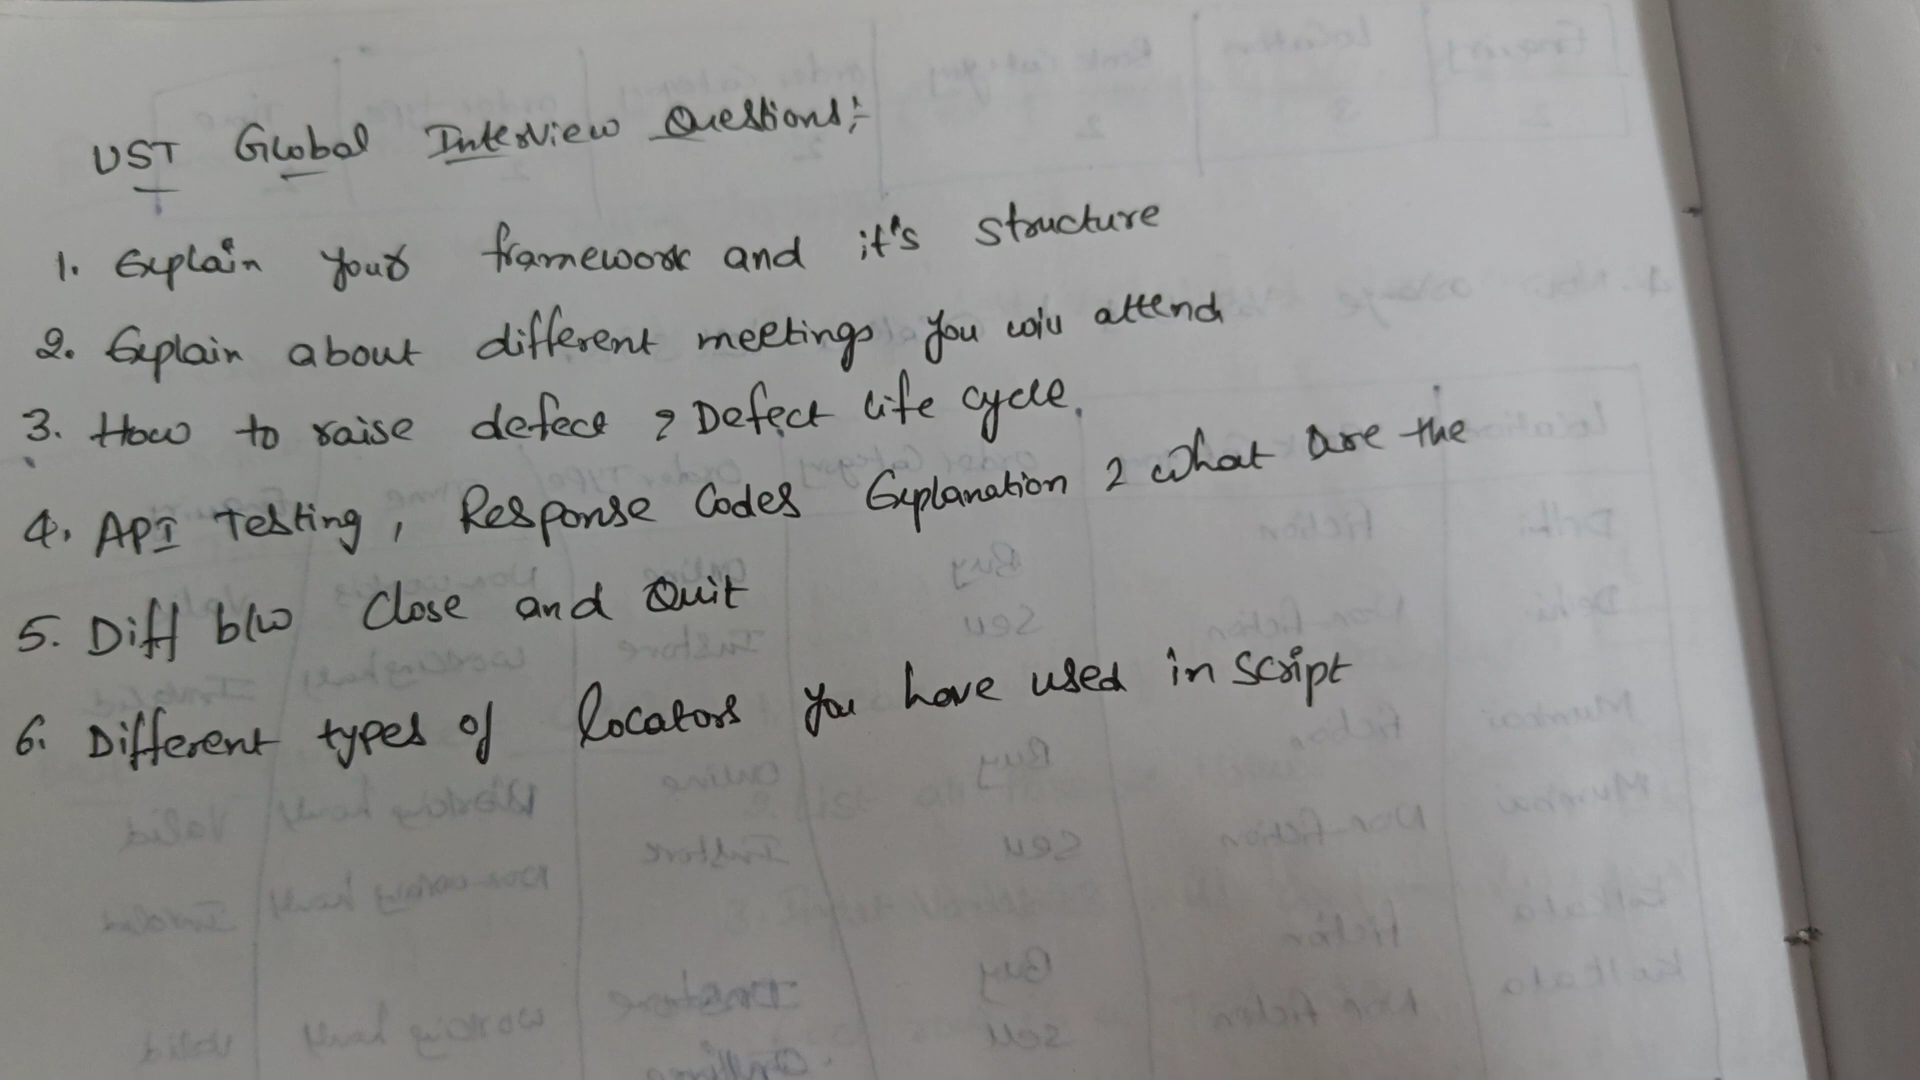 UST Global Interview Questions:-
1. Explain your framework and it's structure
2. Explain about different meetings you will attend
3. How to raise defect ? Defect life cycle.
4. API Testing, Response Codes Explanation ? what are the
5. Diff b/w Close and Quit
6. Different types of locators you have used in script